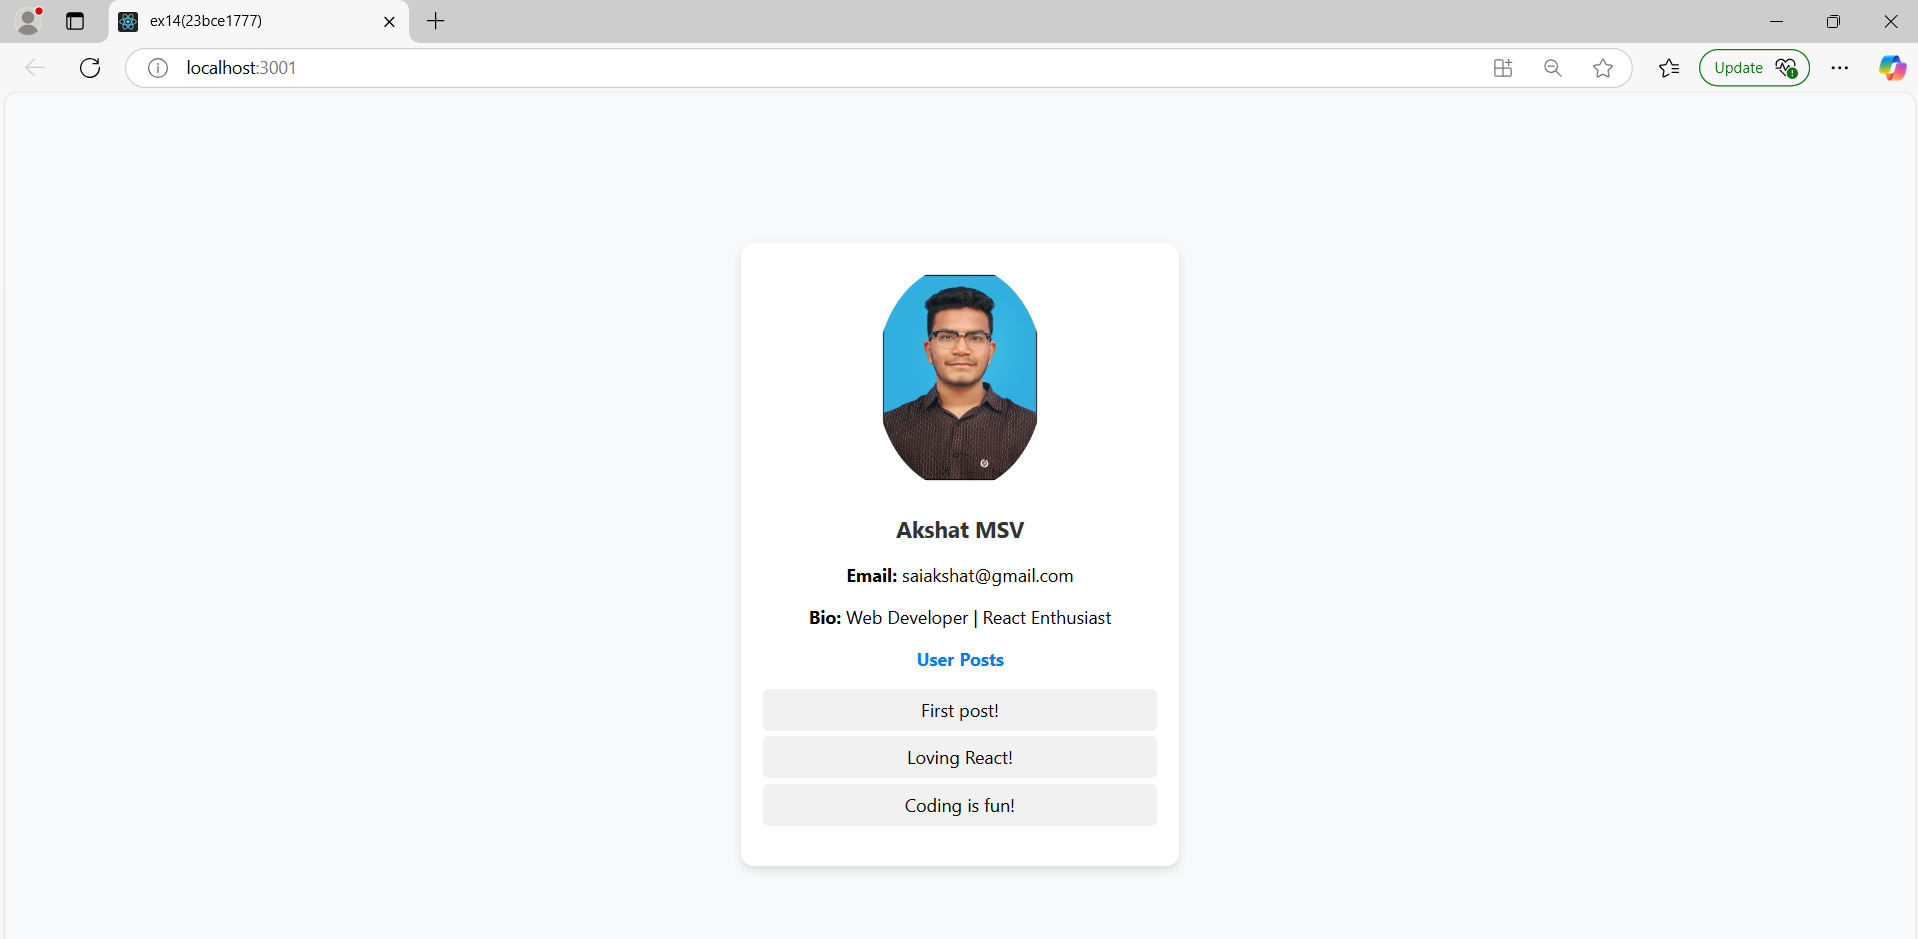 ex14(23bce1777)
localhost:3001
Update
Akshat MSV
Email: saiakshat@gmail.com
Bio: Web Developer | React Enthusiast
User Posts
First post!
Loving React!
Coding is fun!